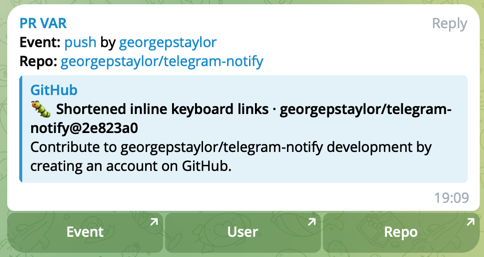 PR VAR Reply
Event: push by georgepstaylor
Repo: georgepstaylor/telegram-notify
GitHub
🐛 Shortened inline keyboard links · georgepstaylor/telegram-
notify@2e823a0
Contribute to georgepstaylor/telegram-notify development by
creating an account on GitHub.
19:09
Event User Repo